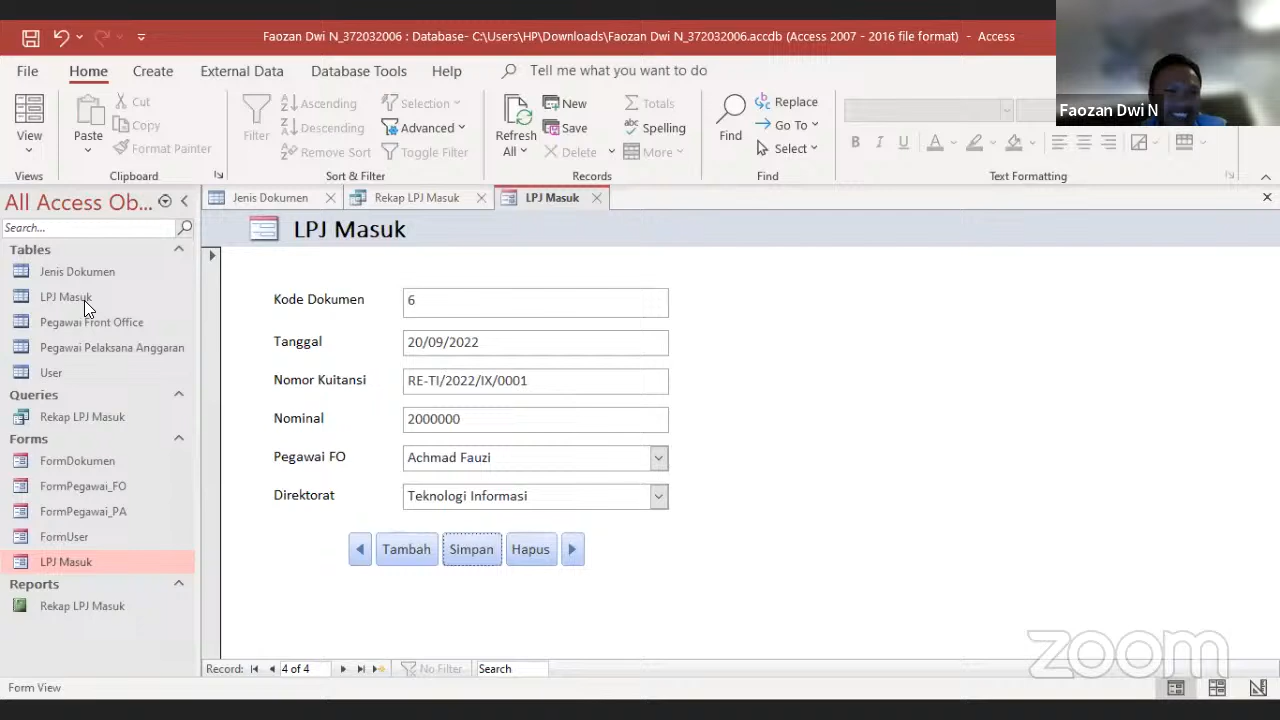 Faozan Dwi N_372032006 : Database- C:\Users\HP\Downloads\Faozan Dwi N_372032006.accdb (Access 2007 - 2016 file format) - Access
Faozan Dwi N
File Home Create External Data Database Tools Help Tell me what you want to do
View
Views
Paste
Cut
Copy
Format Painter
Clipboard
Filter
Ascending
Descending
Remove Sort
Selection
Advanced
Toggle Filter
Sort & Filter
Refresh All
New
Save
Delete
Totals
Spelling
More
Records
Find
Replace
Go To
Select
Find
B I U A
Text Formatting
All Access Ob...
Search...
Tables
Jenis Dokumen
LPJ Masuk
Pegawai Front Office
Pegawai Pelaksana Anggaran
User
Queries
Rekap LPJ Masuk
Forms
FormDokumen
FormPegawai_FO
FormPegawai_PA
FormUser
LPJ Masuk
Reports
Rekap LPJ Masuk
Jenis Dokumen Rekap LPJ Masuk LPJ Masuk
LPJ Masuk
Kode Dokumen 6
Tanggal 20/09/2022
Nomor Kuitansi RE-TI/2022/IX/0001
Nominal 2000000
Pegawai FO Achmad Fauzi
Direktorat Teknologi Informasi
Tambah Simpan Hapus
Record: 4 of 4 No Filter Search
Form View
zoom